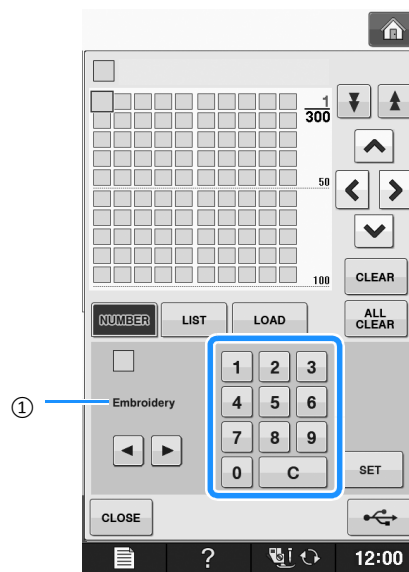 1
300
50
100
CLEAR
NUMBER LIST LOAD
ALL
CLEAR
1 2 3
① Embroidery 4 5 6
7 8 9
0 C SET
CLOSE
? 12:00